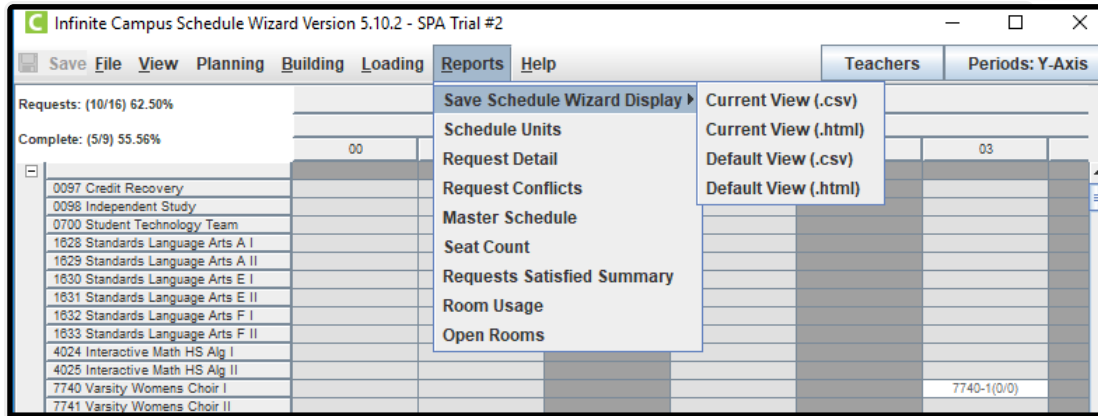 Infinite Campus Schedule Wizard Version 5.10.2 - SPA Trial #2
Save File View Planning Building Loading Reports Help Teachers Periods: Y-Axis
Requests: (10/16) 62.50%
Complete: (5/9) 55.56%
00 03
Save Schedule Wizard Display
Schedule Units
Request Detail
Request Conflicts
Master Schedule
Seat Count
Requests Satisfied Summary
Room Usage
Open Rooms
Current View (.csv)
Current View (.html)
Default View (.csv)
Default View (.html)
0097 Credit Recovery
0098 Independent Study
0700 Student Technology Team
1628 Standards Language Arts A I
1629 Standards Language Arts A II
1630 Standards Language Arts E I
1631 Standards Language Arts E II
1632 Standards Language Arts F I
1633 Standards Language Arts F II
4024 Interactive Math HS Alg I
4025 Interactive Math HS Alg II
7740 Varsity Womens Choir I 7740-1(0/0)
7741 Varsity Womens Choir II